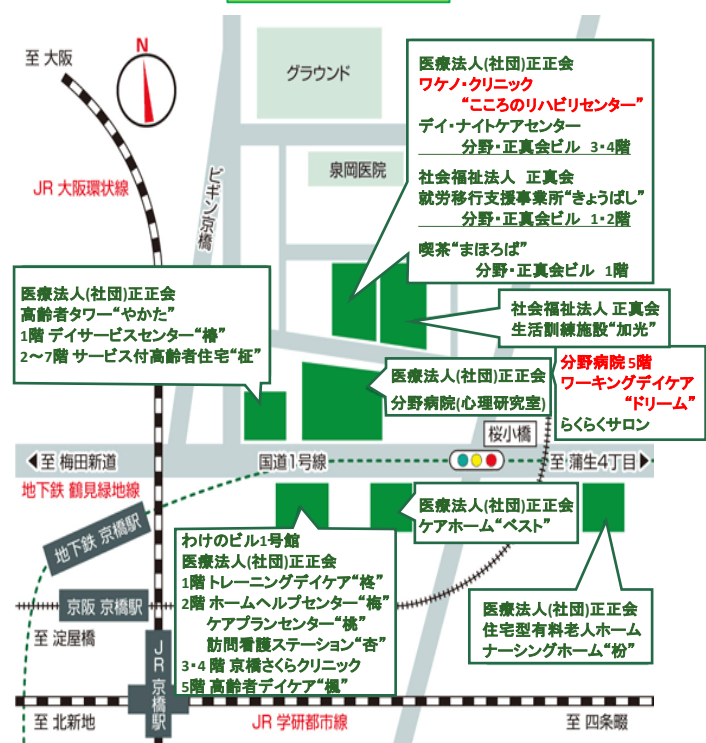 至 大阪
N
グラウンド
JR 大阪環状線
ビギン京橋
泉岡医院
医療法人(社団)正正会
ワケノ・クリニック
“こころのリハビリセンター”
デイ・ナイトケアセンター
分野・正真会ビル 3・4階
社会福祉法人 正真会
就労移行支援事業所“きょうばし”
分野・正真会ビル 1・2階
喫茶“まほろば”
分野・正真会ビル 1階
医療法人(社団)正正会
高齢者タワー“やかた”
1階 デイサービスセンター“椿”
2～7階 サービス付高齢者住宅“柾”
社会福祉法人 正真会
生活訓練施設“加光”
医療法人(社団)正正会
分野病院(心理研究室)
分野病院 5階
ワーキングデイケア
“ドリーム”
らくらくサロン
桜小橋
至 梅田新道
国道1号線
至 蒲生4丁目
地下鉄 鶴見緑地線
地下鉄 京橋駅
医療法人(社団)正正会
ケアホーム“ベスト”
わけのビル1号館
医療法人(社団)正正会
1階 トレーニングデイケア“柊”
2階 ホームヘルプセンター“梅”
ケアプランセンター“桃”
訪問看護ステーション“杏”
3・4 階 京橋さくらクリニック
5階 高齢者デイケア“楓”
医療法人(社団)正正会
住宅型有料老人ホーム
ナーシングホーム“枌”
京阪 京橋駅
至 淀屋橋
JR 京橋駅
至 北新地
JR 学研都市線
至 四条畷